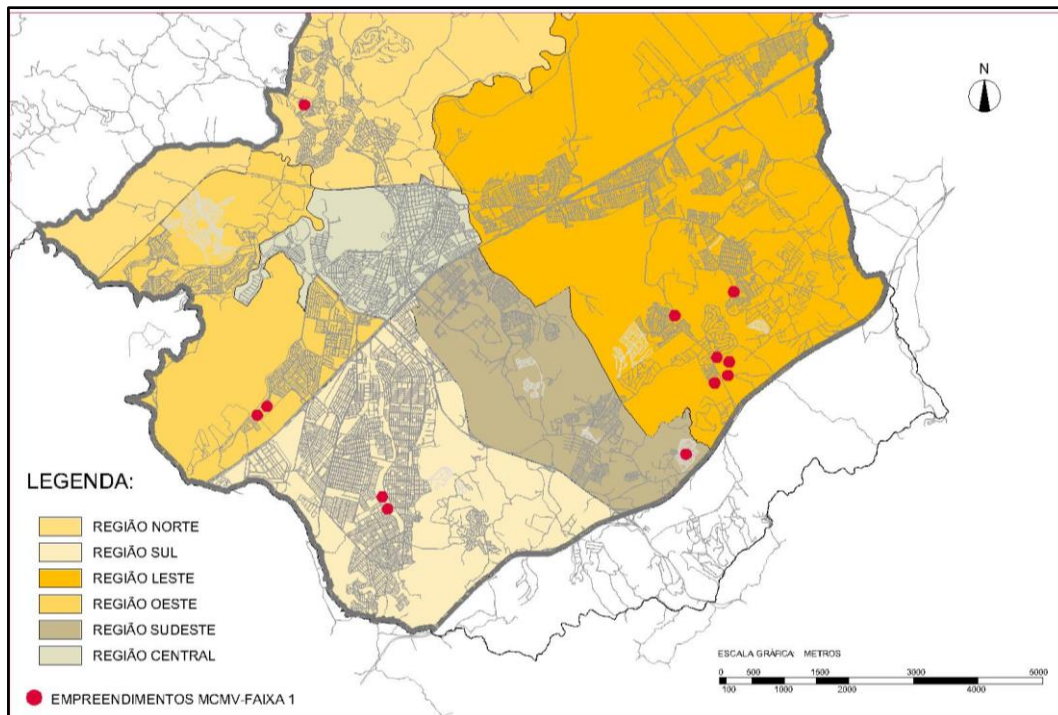 N
LEGENDA:
REGIÃO NORTE
REGIÃO SUL
REGIÃO LESTE
REGIÃO OESTE
REGIÃO SUDESTE
REGIÃO CENTRAL
EMPREENDIMENTOS MCMV-FAIXA 1
ESCALA GRÁFICA: METROS
0 500 1500 3000 5000
100 1000 2000 4000